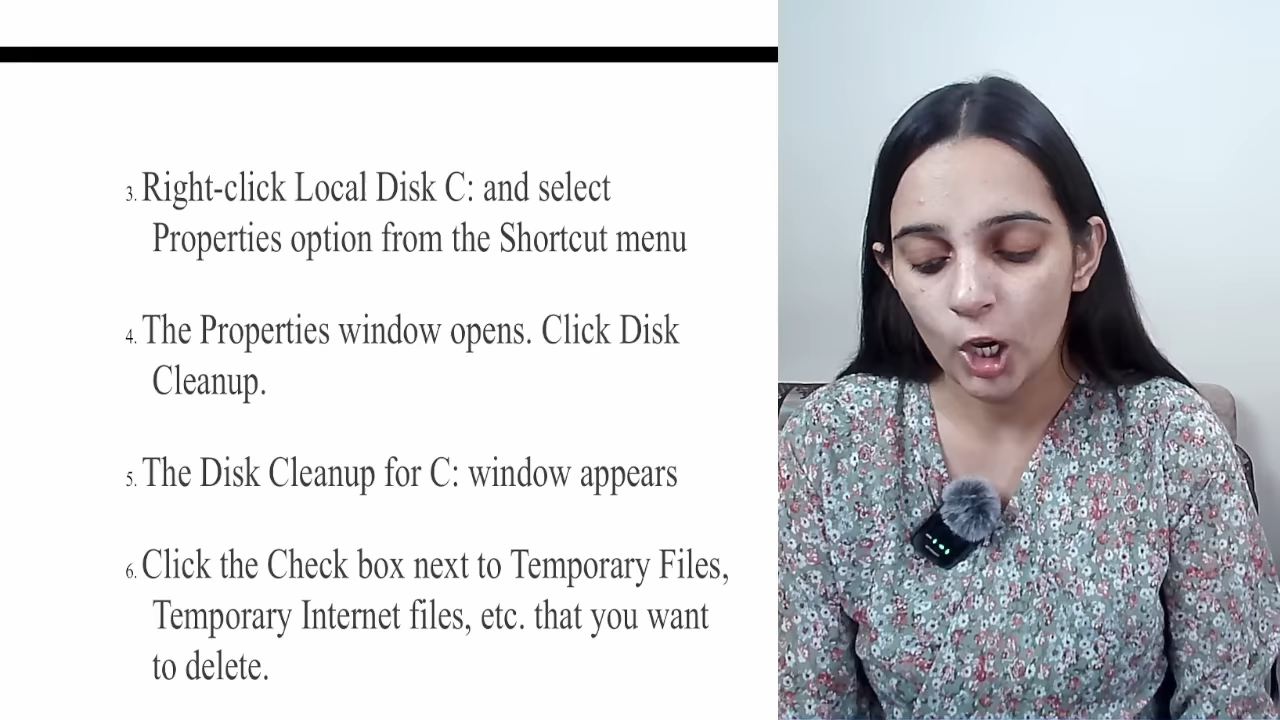 3. Right-click Local Disk C: and select
Properties option from the Shortcut menu
4. The Properties window opens. Click Disk
Cleanup.
5. The Disk Cleanup for C: window appears
6. Click the Check box next to Temporary Files,
Temporary Internet files, etc. that you want
to delete.